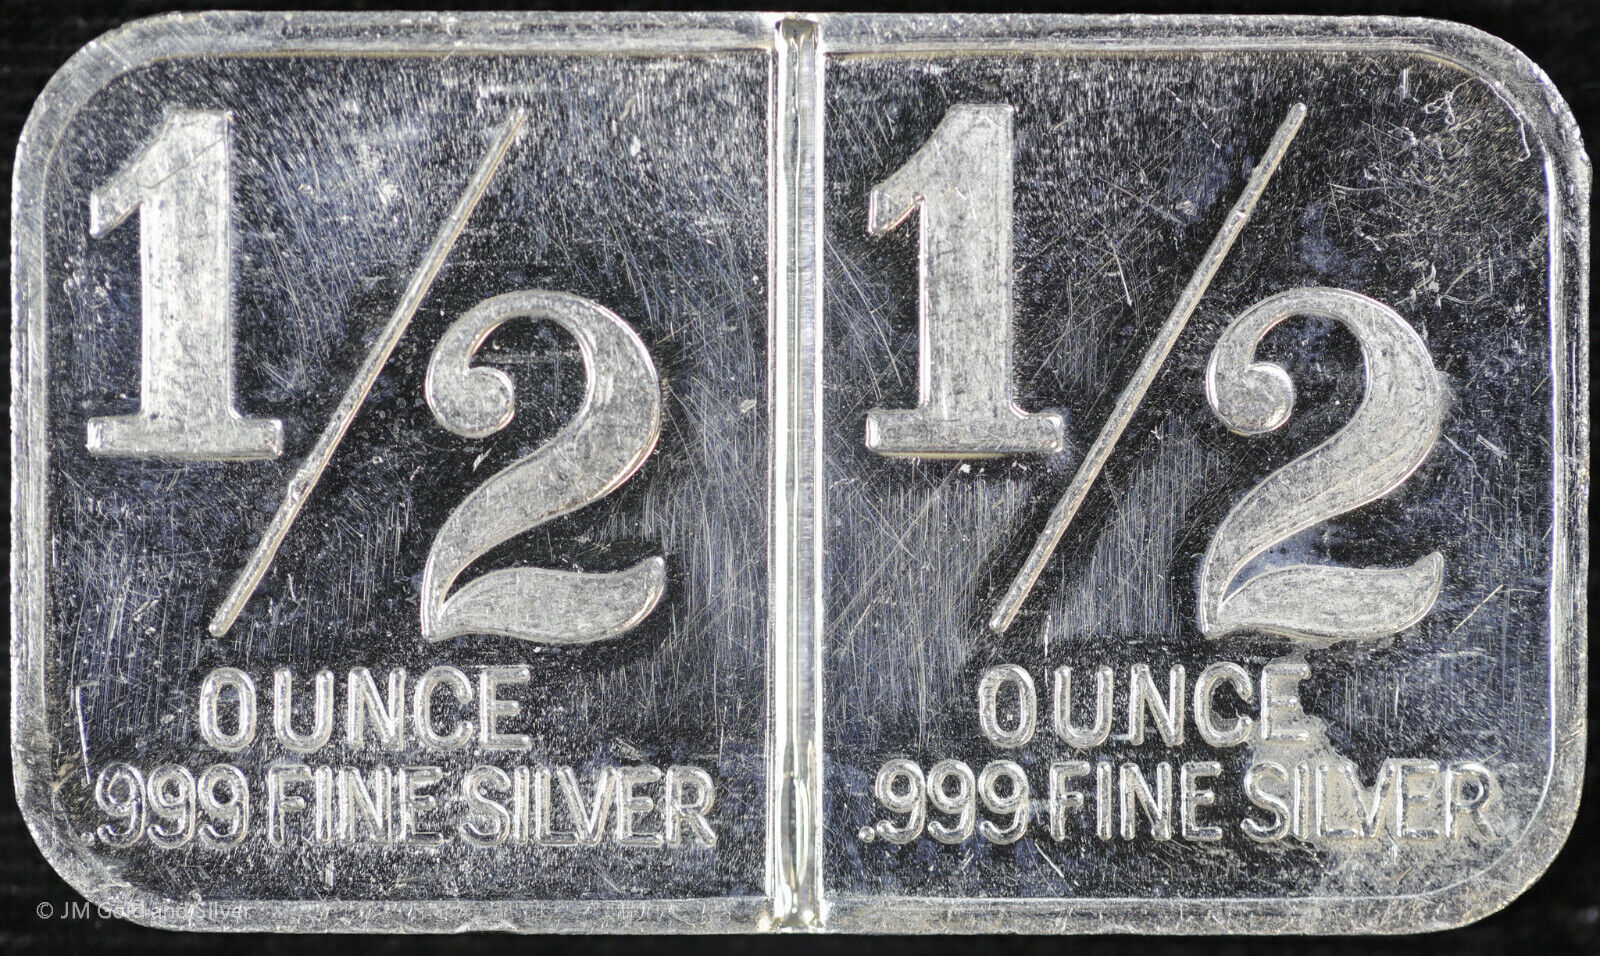 1/2
OUNCE
.999 FINE SILVER
1/2
OUNCE
.999 FINE SILVER
© JM Gold and Silver